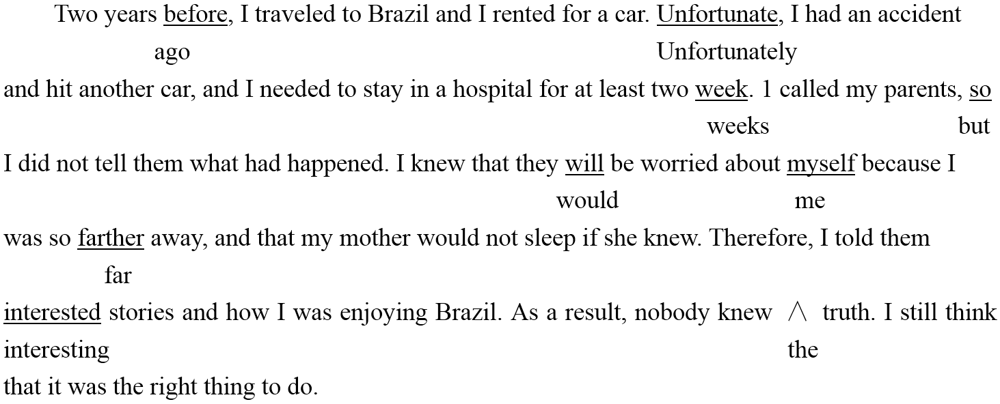 Two years before, I traveled to Brazil and I rented for a car. Unfortunate, I had an accident
ago Unfortunately
and hit another car, and I needed to stay in a hospital for at least two week. 1 called my parents, so
weeks but
I did not tell them what had happened. I knew that they will be worried about myself because I
would me
was so farther away, and that my mother would not sleep if she knew. Therefore, I told them
far
interested stories and how I was enjoying Brazil. As a result, nobody knew ∧ truth. I still think
interesting the
that it was the right thing to do.